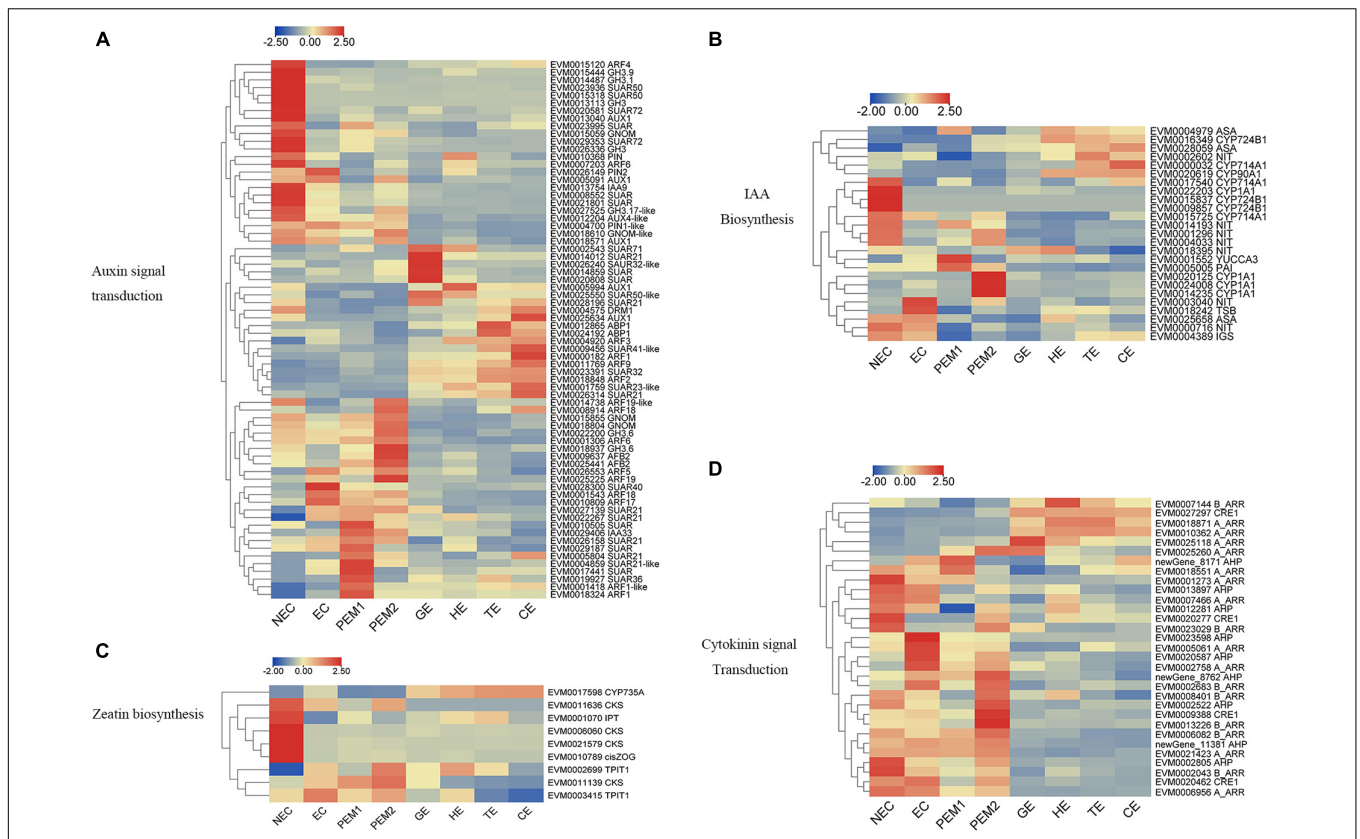 A
-2.50 0.00 2.50
Auxin signal
transduction
EVM0015120 ARF4
EVM0015444 GH3.9
EVM0014487 GH3.1
EVM0023936 SUAR50
EVM0015318 SUAR50
EVM0013113 GH3
EVM0020581 SUAR72
EVM0013040 AUX1
EVM0023995 SUAR
EVM0015059 GNOM
EVM0029353 SUAR72
EVM0026336 GH3
EVM0010368 PIN
EVM0007203 ARF6
EVM0026149 PIN2
EVM0005091 AUX1
EVM0013754 IAA9
EVM0008552 SUAR
EVM0021801 SUAR
EVM0027525 GH3.17-like
EVM0012204 AUX4-like
EVM0004700 PIN1-like
EVM0018610 GNOM-like
EVM0018571 AUX1
EVM0002543 SUAR71
EVM0014012 SUAR21
EVM0026240 SAUR32-like
EVM0014859 SUAR
EVM0020808 SUAR
EVM0005994 AUX1
EVM0025550 SUAR50-like
EVM0028196 SUAR21
EVM0004575 DRM1
EVM0025634 AUX1
EVM0012865 ABP1
EVM0024192 ABP1
EVM0004920 ARF3
EVM0009456 SUAR41-like
EVM0000182 ARF1
EVM0011769 ARF9
EVM0023391 SUAR32
EVM0018848 ARF2
EVM0001759 SUAR23-like
EVM0026314 SUAR21
EVM0014738 ARF19-like
EVM0008914 ARF18
EVM0015855 GNOM
EVM0018804 GNOM
EVM0022200 GH3.6
EVM0001306 ARF6
EVM0018937 GH3.6
EVM0009637 AFB2
EVM0025441 AFB2
EVM0026553 ARF5
EVM0025225 ARF19
EVM0028300 SUAR40
EVM0001543 ARF18
EVM0010809 ARF17
EVM0027139 SUAR21
EVM0022267 SUAR21
EVM0010505 SUAR
EVM0029406 IAA33
EVM0026158 SUAR21
EVM0029187 SUAR
EVM0005804 SUAR21
EVM0004859 SUAR21-like
EVM0017441 SUAR
EVM0019927 SUAR36
EVM0001418 ARF1-like
EVM0018324 ARF1
NEC EC PEM1 PEM2 GE HE TE CE
B
-2.50 0.00 2.50
IAA
Biosynthesis
EVM0004979 ASA
EVM0016349 CYP724B1
EVM0028059 ASA
EVM0002602 NIT
EVM0000032 CYP714A1
EVM0020619 CYP90A1
EVM0017540 CYP714A1
EVM0022203 CYP1A1
EVM0015837 CYP724B1
EVM0009857 CYP724B1
EVM0015725 CYP714A1
EVM0014193 NIT
EVM0001296 NIT
EVM0004033 NIT
EVM0018395 NIT
EVM0001552 YUCCA3
EVM0005005 PAI
EVM0020125 CYP1A1
EVM0024008 CYP1A1
EVM0014235 CYP1A1
EVM0003040 NIT
EVM0018242 TSB
EVM0025658 ASA
EVM0000716 NIT
EVM0004389 IGS
NEC EC PEM1 PEM2 GE HE TE CE
C
-2.00 0.00 2.50
Zeatin biosynthesis
EVM0017598 CYP735A
EVM0011636 CKS
EVM0001070 IPT
EVM0006060 CKS
EVM0021579 CKS
EVM0010789 cisZOG
EVM0002699 TPIT1
EVM0011139 CKS
EVM0003415 TPIT1
NEC EC PEM1 PEM2 GE HE TE CE
D
-2.00 0.00 2.50
Cytokinin signal
Transduction
EVM0007144 B_ARR
EVM0027297 CRE1
EVM0018871 A_ARR
EVM0010362 A_ARR
EVM0025118 A_ARR
EVM0025260 A_ARR
newGene_8171 AHP
EVM0018551 A_ARR
EVM0001273 A_ARR
EVM0013897 AHP
EVM0007466 A_ARR
EVM0012281 AHP
EVM0020277 CRE1
EVM0023029 B_ARR
EVM0023598 AHP
EVM0005061 A_ARR
EVM0020587 AHP
EVM0002758 A_ARR
newGene_8762 AHP
EVM0002683 B_ARR
EVM0008401 B_ARR
EVM0002522 AHP
EVM0009388 CRE1
EVM0013226 B_ARR
EVM0006082 B_ARR
newGene_11381 AHP
EVM0021423 A_ARR
EVM0002805 AHP
EVM0002043 B_ARR
EVM0020462 CRE1
EVM0006956 A_ARR
NEC EC PEM1 PEM2 GE HE TE CE